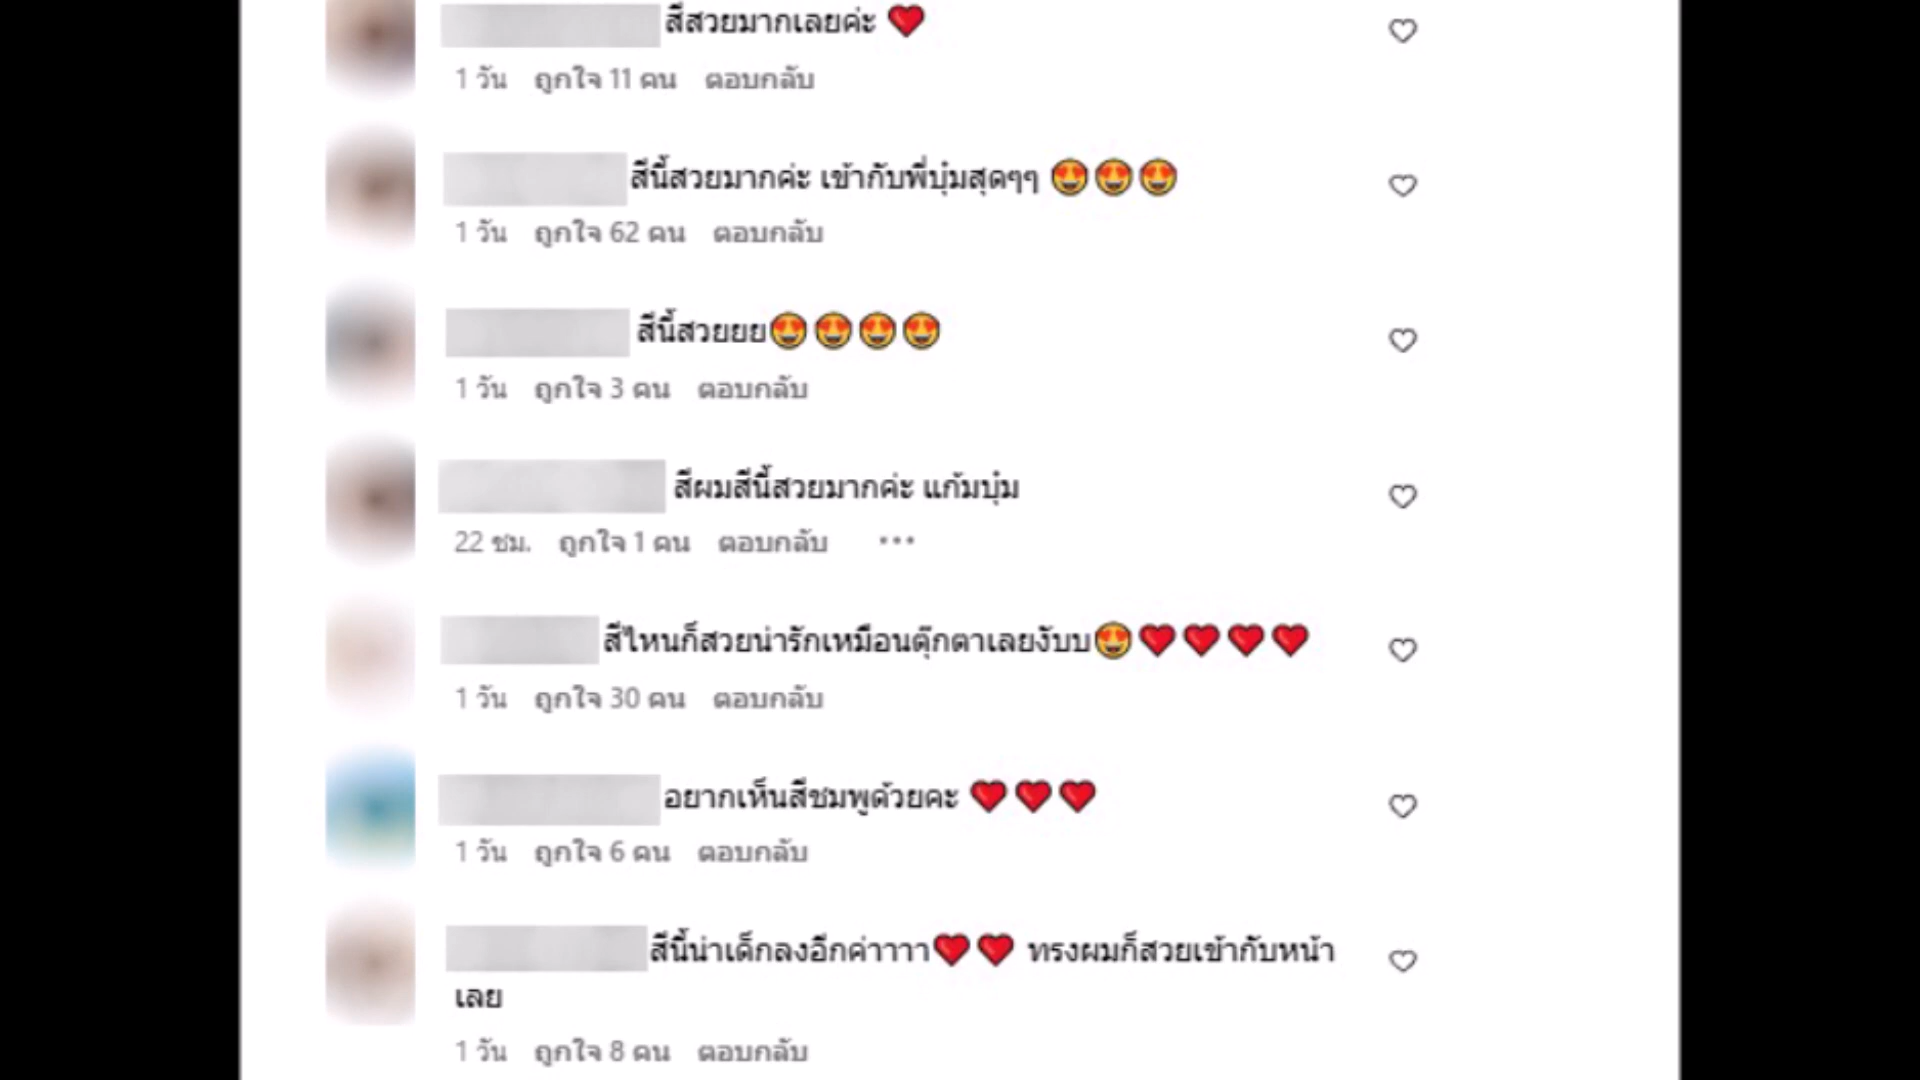 สีสวยมากเลยค่ะ ❤️
1 วัน ถูกใจ 11 คน ตอบกลับ
สีนี้สวยมากค่ะ เข้ากับพี่บุ๋มสุดๆๆ 😍😍😍
1 วัน ถูกใจ 62 คน ตอบกลับ
สีนี้สวยยย😍😍😍😍
1 วัน ถูกใจ 3 คน ตอบกลับ
สีผมสีนี้สวยมากค่ะ แก้มบุ๋ม
22 ชม. ถูกใจ 1 คน ตอบกลับ ...
สีไหนก็สวยน่ารักเหมือนตุ๊กตาเลยงับบ😍❤️❤️❤️❤️
1 วัน ถูกใจ 30 คน ตอบกลับ
อยากเห็นสีชมพูด้วยคะ ❤️❤️❤️
1 วัน ถูกใจ 6 คน ตอบกลับ
สีนี้น่าเด็กลงอีกค่าาาา❤️❤️ ทรงผมก็สวยเข้ากับหน้า
เลย
1 วัน ถูกใจ 8 คน ตอบกลับ